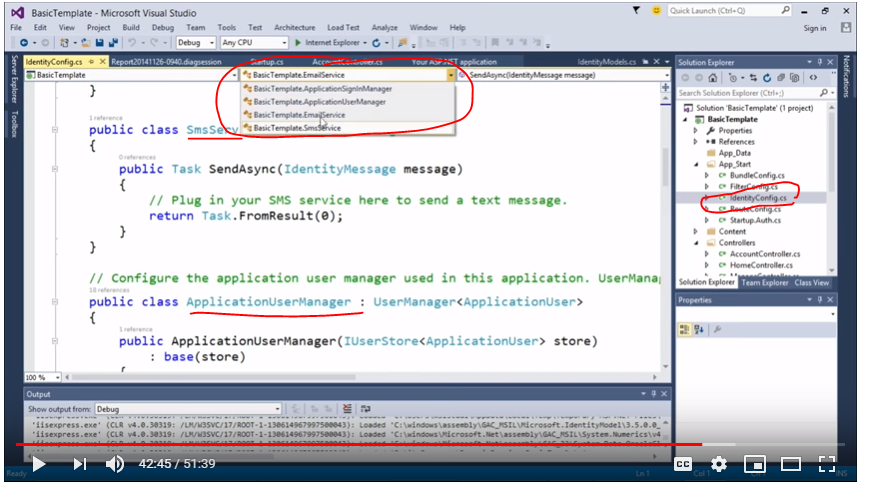 BasicTemplate - Microsoft Visual Studio
Quick Launch (Ctrl+Q)
File Edit View Project Build Debug Team Tools Test Architecture Load Test Analyze Window Help
Sign in
Debug Any CPU Internet Explorer
IdentityConfig.cs Report20141126-0940.diagsession Startup.cs Your ASP.NET application IdentityModels.cs
BasicTemplate BasicTemplate.EmailService SendAsync(IdentityMessage message)
BasicTemplate.ApplicationSignInManager
BasicTemplate.ApplicationUserManager
BasicTemplate.EmailService
BasicTemplate.SmsService
Server Explorer
Toolbox
}
1 reference
public class SmsServ
{
0 references
public Task SendAsync(IdentityMessage message)
{
// Plug in your SMS service here to send a text message.
return Task.FromResult(0);
}
}
// Configure the application user manager used in this application. UserMana
18 references
public class ApplicationUserManager : UserManager<ApplicationUser>
{
1 reference
public ApplicationUserManager(IUserStore<ApplicationUser> store)
: base(store)
{
100 %
Solution Explorer
Search Solution Explorer (Ctrl+;)
Solution 'BasicTemplate' (1 project)
BasicTemplate
Properties
References
App_Data
App_Start
BundleConfig.cs
FilterConfig.cs
IdentityConfig.cs
RouteConfig.cs
Startup.Auth.cs
Content
Controllers
AccountController.cs
HomeController.cs
Solution Explorer Team Explorer Class View
Properties
Notifications
Output
Show output from: Debug
'iisexpress.exe' (CLR v4.0.30319: /LM/W3SVC/17/ROOT-1-130614967997500043): Loaded 'C:\windows\assembly\GAC_MSIL\Microsoft.IdentityModel\3.5.0.0_
'iisexpress.exe' (CLR v4.0.30319: /LM/W3SVC/17/ROOT-1-130614967997500043): Loaded 'C:\windows\Microsoft.Net\assembly\GAC_MSIL\System.Numerics\v4
42:45 / 51:39
CC
Ready Ln 1 Col 1 INS